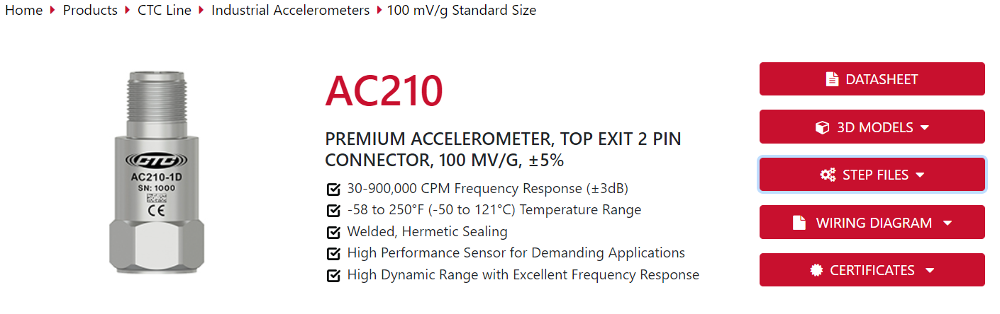 Home Products CTC Line Industrial Accelerometers 100 mV/g Standard Size
CTC
AC210-1D
SN: 1000
CE
AC210
PREMIUM ACCELEROMETER, TOP EXIT 2 PIN
CONNECTOR, 100 MV/G, ±5%
30-900,000 CPM Frequency Response (±3dB)
-58 to 250°F (-50 to 121°C) Temperature Range
Welded, Hermetic Sealing
High Performance Sensor for Demanding Applications
High Dynamic Range with Excellent Frequency Response
DATASHEET
3D MODELS
STEP FILES
WIRING DIAGRAM
CERTIFICATES